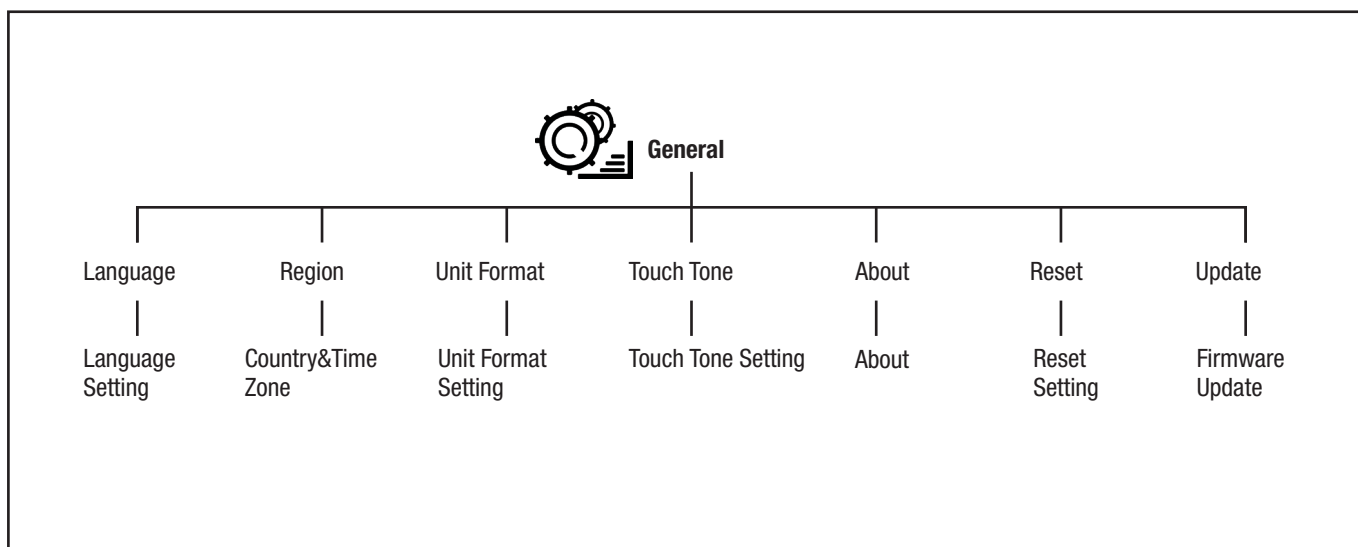 General
Language
Region
Unit Format
Touch Tone
About
Reset
Update
Language
Setting
Country&Time
Zone
Unit Format
Setting
Touch Tone Setting
About
Reset
Setting
Firmware
Update